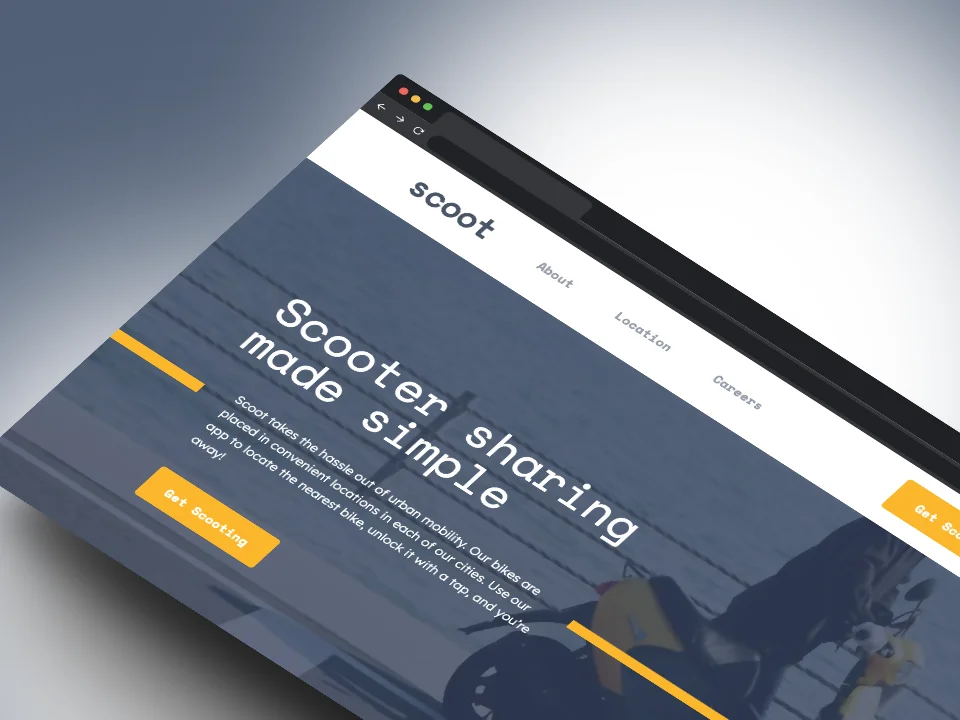 scoot
About
Location
Careers
Get
Scooter sharing
made simple
Scoot takes the hassle out of urban mobility. Our bikes are
placed in convenient locations in each of our cities. Use our
app to locate the nearest bike, unlock it with a tap, and you're
away!
Get Scooting